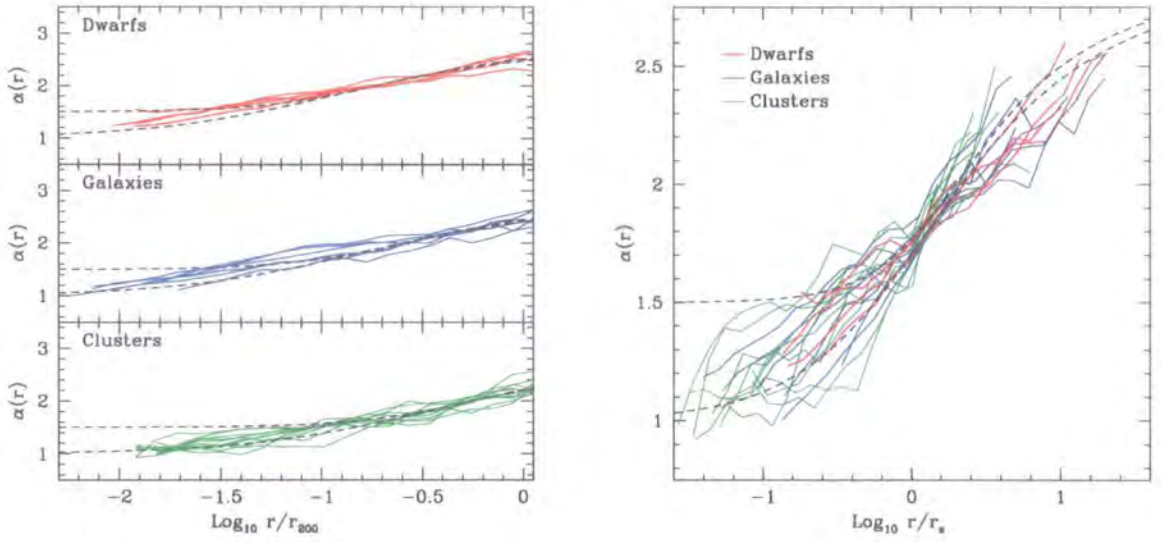 Dwarfs
3
2
1
α(r)
Galaxies
3
2
1
α(r)
Clusters
3
2
1
α(r)
−2 −1.5 −1 −0.5 0
Log₁₀ r/r₂₀₀
Dwarfs
Galaxies
Clusters
2.5
2
1.5
1
α(r)
−1 0 1
Log₁₀ r/rₛ